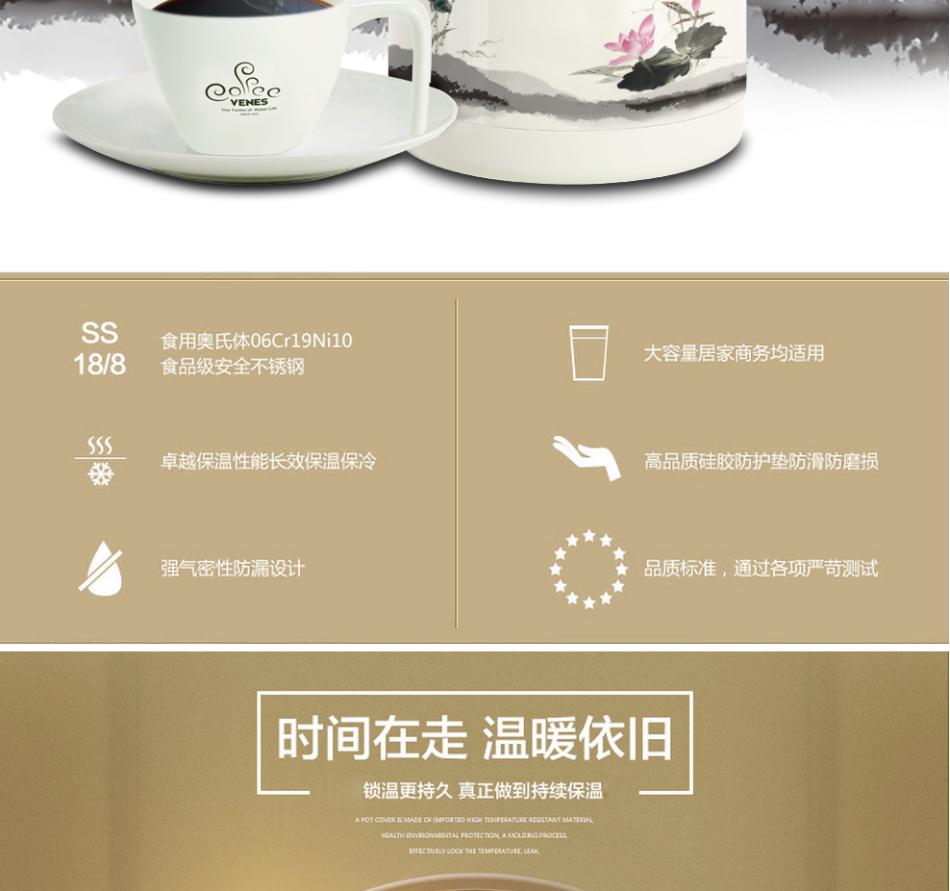 Coffee
VENES
The Tastes of Water Life
SS
18/8
食用奥氏体06Cr19Ni10
食品级安全不锈钢
大容量居家商务均适用
卓越保温性能长效保温保冷
高品质硅胶防护垫防滑防磨损
强气密性防漏设计
品质标准，通过各项严苛测试
时间在走 温暖依旧
锁温更持久 真正做到持续保温
A POT COVER IS MADE OF IMPORTED HIGH TEMPERATURE RESISTANT MATERIAL,
HEALTH ENVIRONMENTAL PROTECTION, A MOLDING PROCESS,
EFFECTIVELY LOCK THE TEMPERATURE, LEAK.